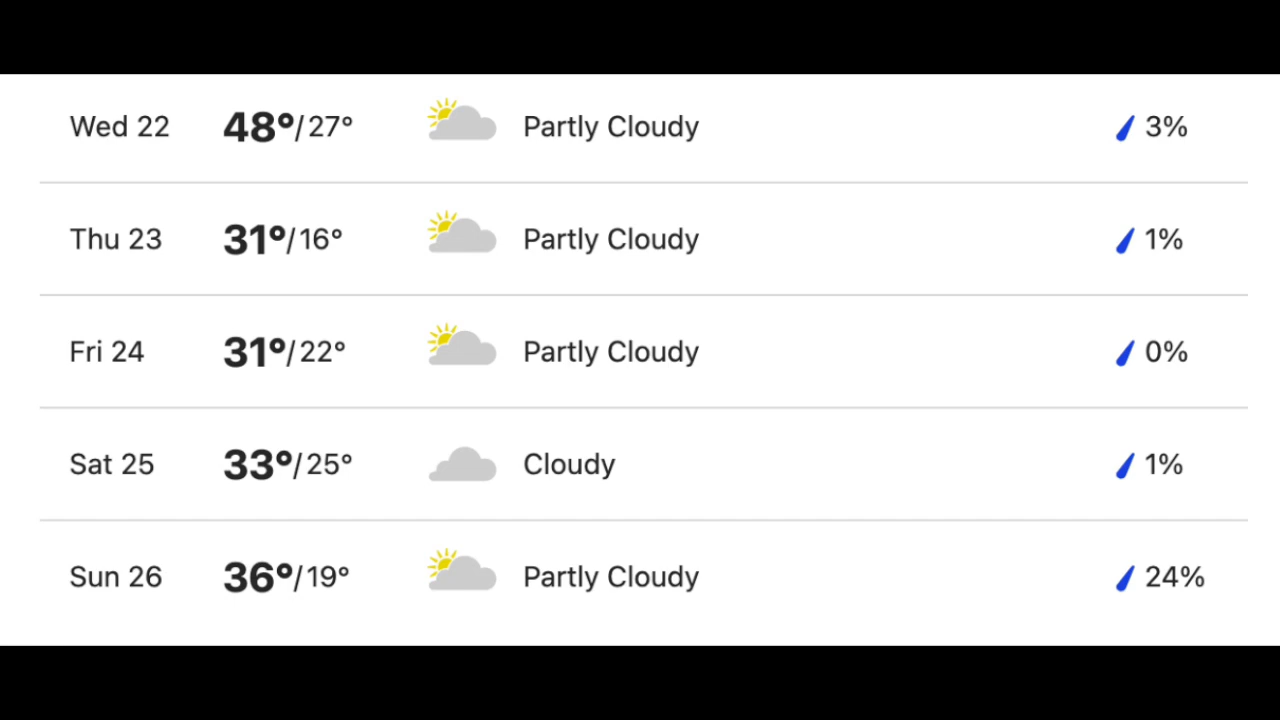 Wed 22 48°/27° Partly Cloudy 3%
Thu 23 31°/16° Partly Cloudy 1%
Fri 24 31°/22° Partly Cloudy 0%
Sat 25 33°/25° Cloudy 1%
Sun 26 36°/19° Partly Cloudy 24%